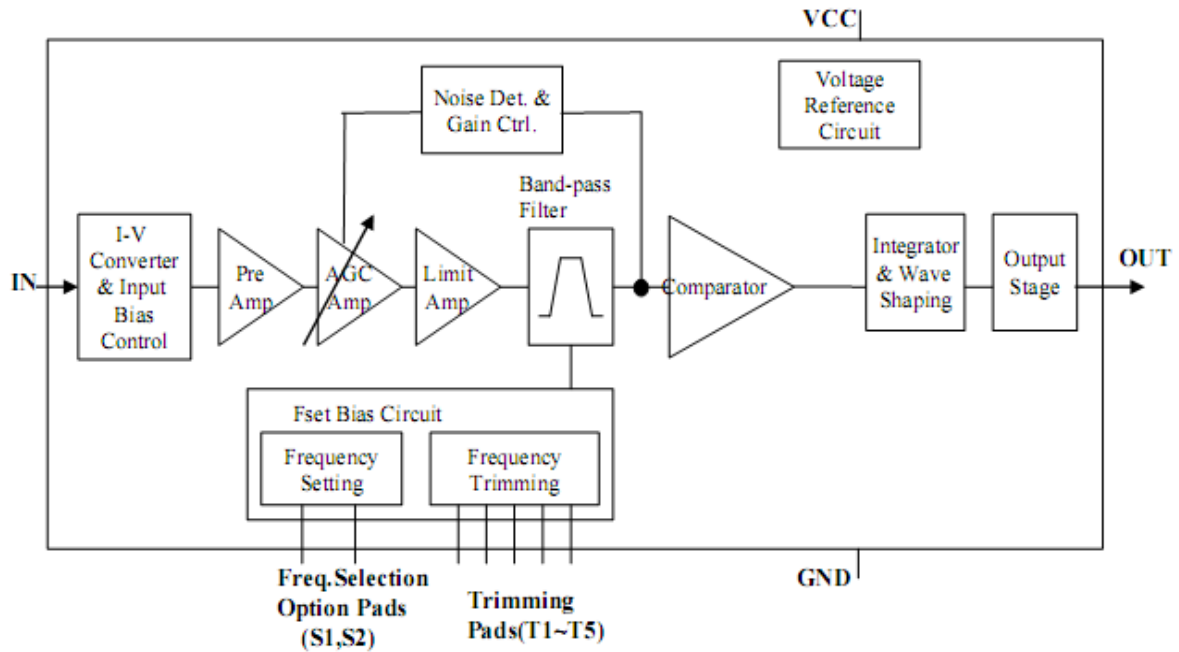 VCC
Noise Det. &
Gain Ctrl.
Voltage
Reference
Circuit
Band-pass
Filter
IN
I-V
Converter
& Input
Bias
Control
Pre
Amp
AGC
Amp
Limit
Amp
Comparator
Integrator
& Wave
Shaping
Output
Stage
OUT
Fset Bias Circuit
Frequency
Setting
Frequency
Trimming
Freq.Selection
Option Pads
(S1,S2)
Trimming
Pads(T1~T5)
GND